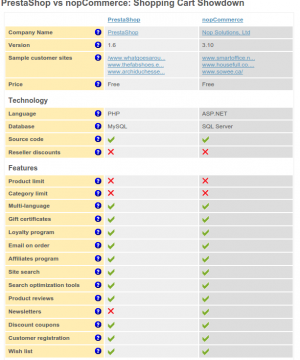 PrestaShop vs nopCommerce: Shopping Cart Showdown
PrestaShop nopCommerce
Company Name PrestaShop Nop Solutions, Ltd
Version 1.6 3.10
Sample customer sites
www.thefabshoes.e... www.housefull.co...
www.archiduchesse... www.sowee.ca/
Price Free Free
Technology
Language PHP ASP.NET
Database MySQL SQL Server
Source code
Reseller discounts
Features
Product limit
Category limit
Multi-language
Gift certificates
Loyalty program
Email on order
Affiliates program
Site search
Search optimization tools
Product reviews
Newsletters
Discount coupons
Customer registration
Wish list